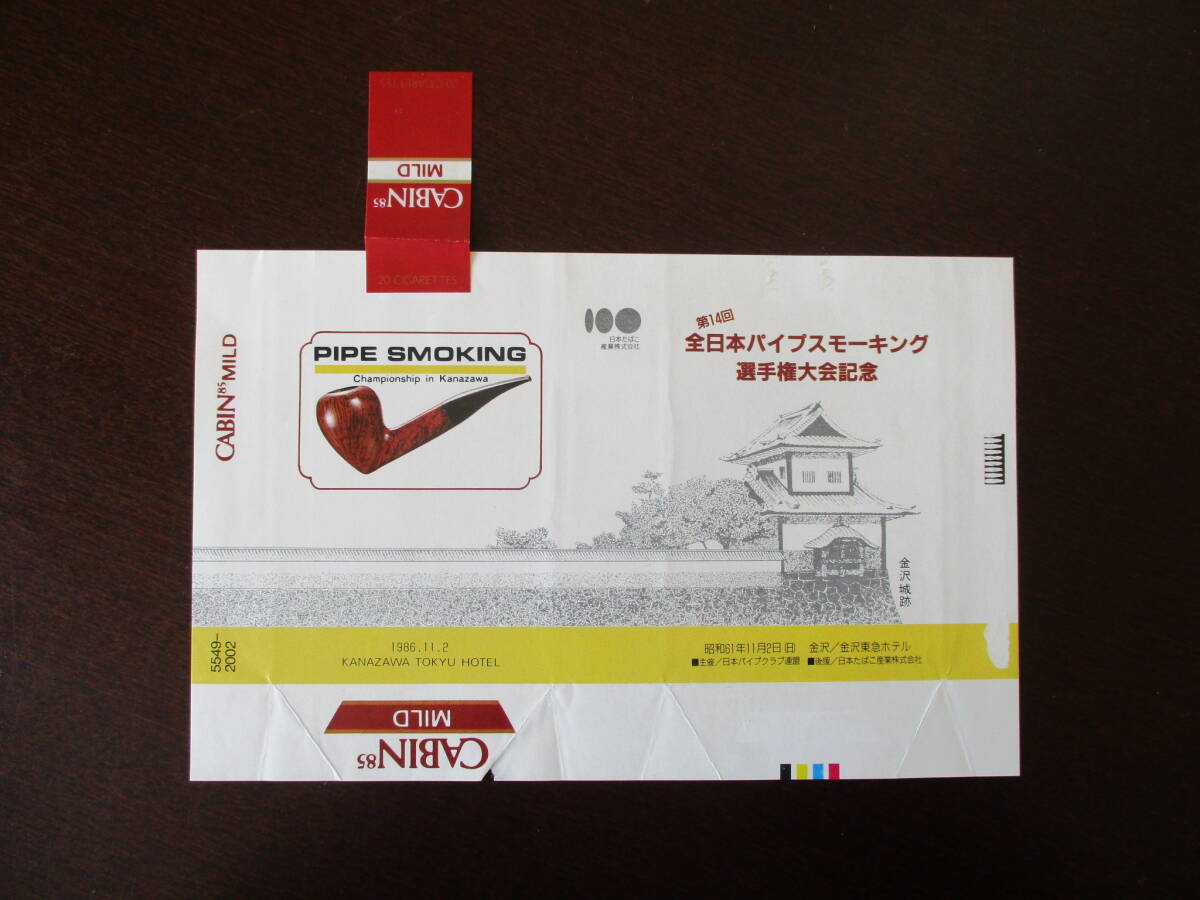 20 CIGARETTES
CABIN85
MILD
20 CIGARETTES
CABIN85MILD
PIPE SMOKING
Championship in Kanazawa
日本たばこ
産業株式会社
第14回
全日本パイプスモーキング
選手権大会記念
金沢城跡
5549-
2002
1986.11.2
KANAZAWA TOKYU HOTEL
昭和61年11月2日(日) 金沢/金沢東急ホテル
■主催/日本パイプクラブ連盟 ■後援/日本たばこ産業株式会社
CABIN85
MILD